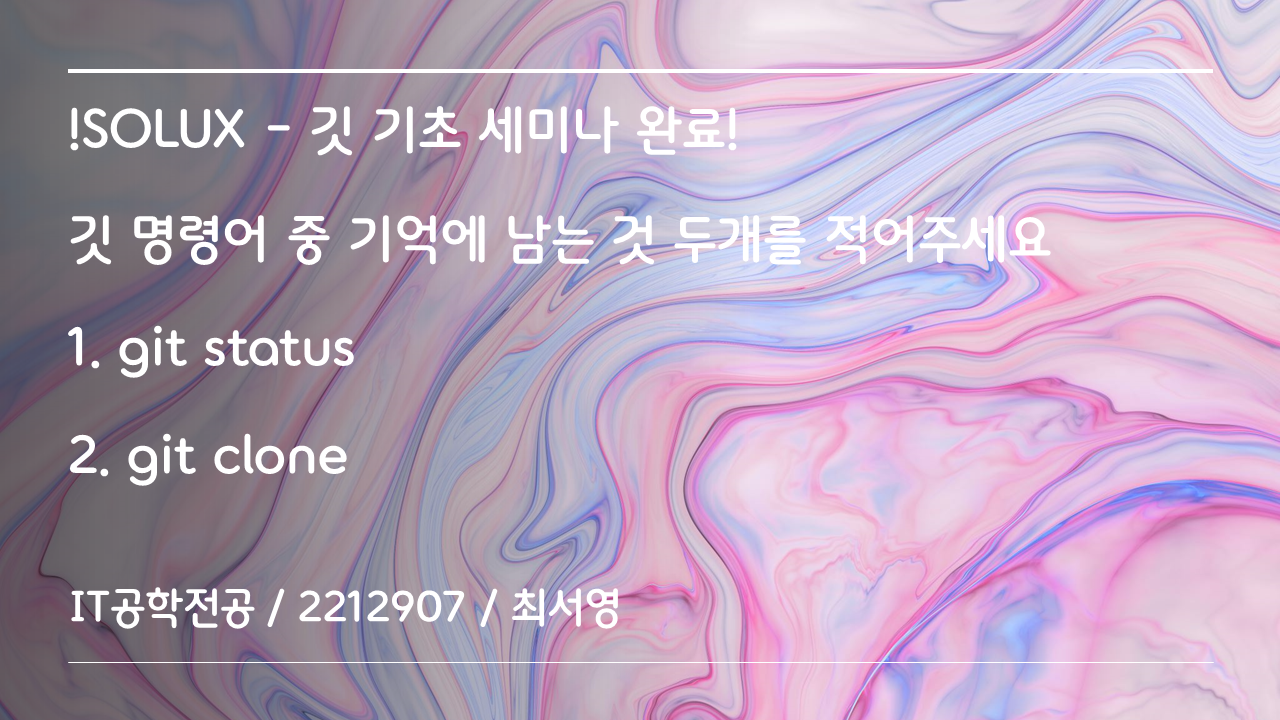 !SOLUX - 깃 기초 세미나 완료!
깃 명령어 중 기억에 남는 것 두개를 적어주세요
1. git status
2. git clone
IT공학전공 / 2212907 / 최서영